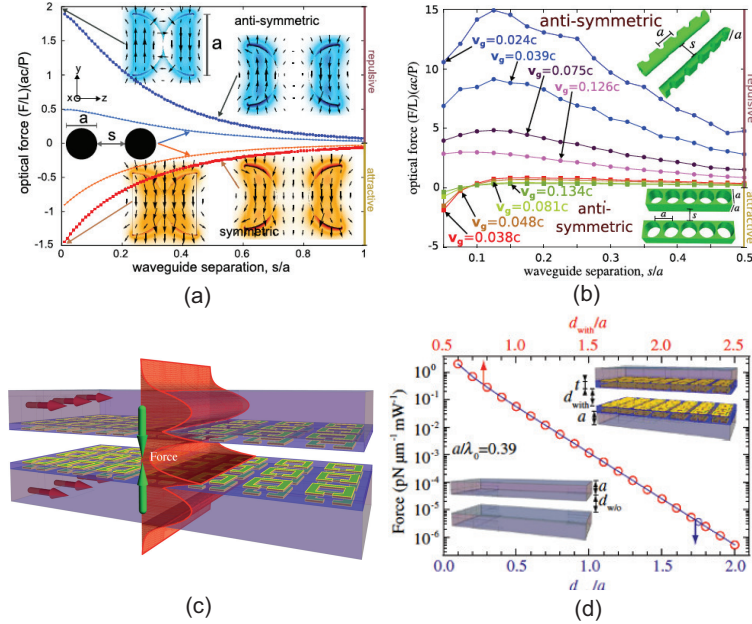 2
1.5
1
0.5
0
-0.5
-1
-1.5
optical force (F/L)(ac/P)
anti-symmetric
a
y
x
z
a
s
symmetric
repulsive
attractive
0
0.2
0.4
0.6
0.8
1
waveguide separation, s/a
(a)
15
10
5
0
5
optical force (F/L)(ac/P)
anti-symmetric
v_g=0.024c
v_g=0.039c
v_g=0.075c
v_g=0.126c
v_g=0.134c
v_g=0.081c
v_g=0.048c
v_g=0.038c
anti-
symmetric
a
s
a
a
s
a
a
repulsive
attractive
0
0.1
0.2
0.3
0.4
0.5
waveguide separation, s/a
(b)
Force
(c)
d_with/a
0.5
1.0
1.5
2.0
2.5
10^0
10^-1
10^-2
10^-3
10^-4
10^-5
10^-6
Force (pN μm^-1 mW^-1)
t
d_with
a
a/λ_0=0.39
a
d_w/o
0.0
0.5
1.0
1.5
2.0
(d)